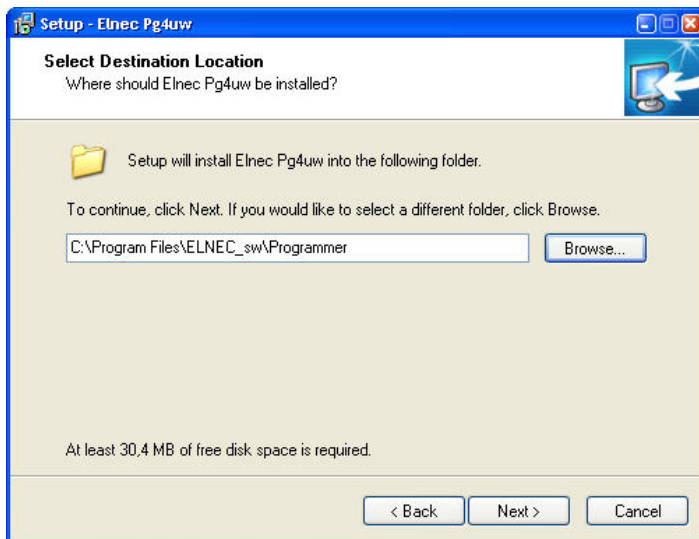 Setup - Elnec Pg4uw
Select Destination Location
Where should Elnec Pg4uw be installed?
Setup will install Elnec Pg4uw into the following folder.
To continue, click Next. If you would like to select a different folder, click Browse.
C:\Program Files\ELNEC_sw\Programmer
Browse...
At least 30,4 MB of free disk space is required.
< Back
Next >
Cancel